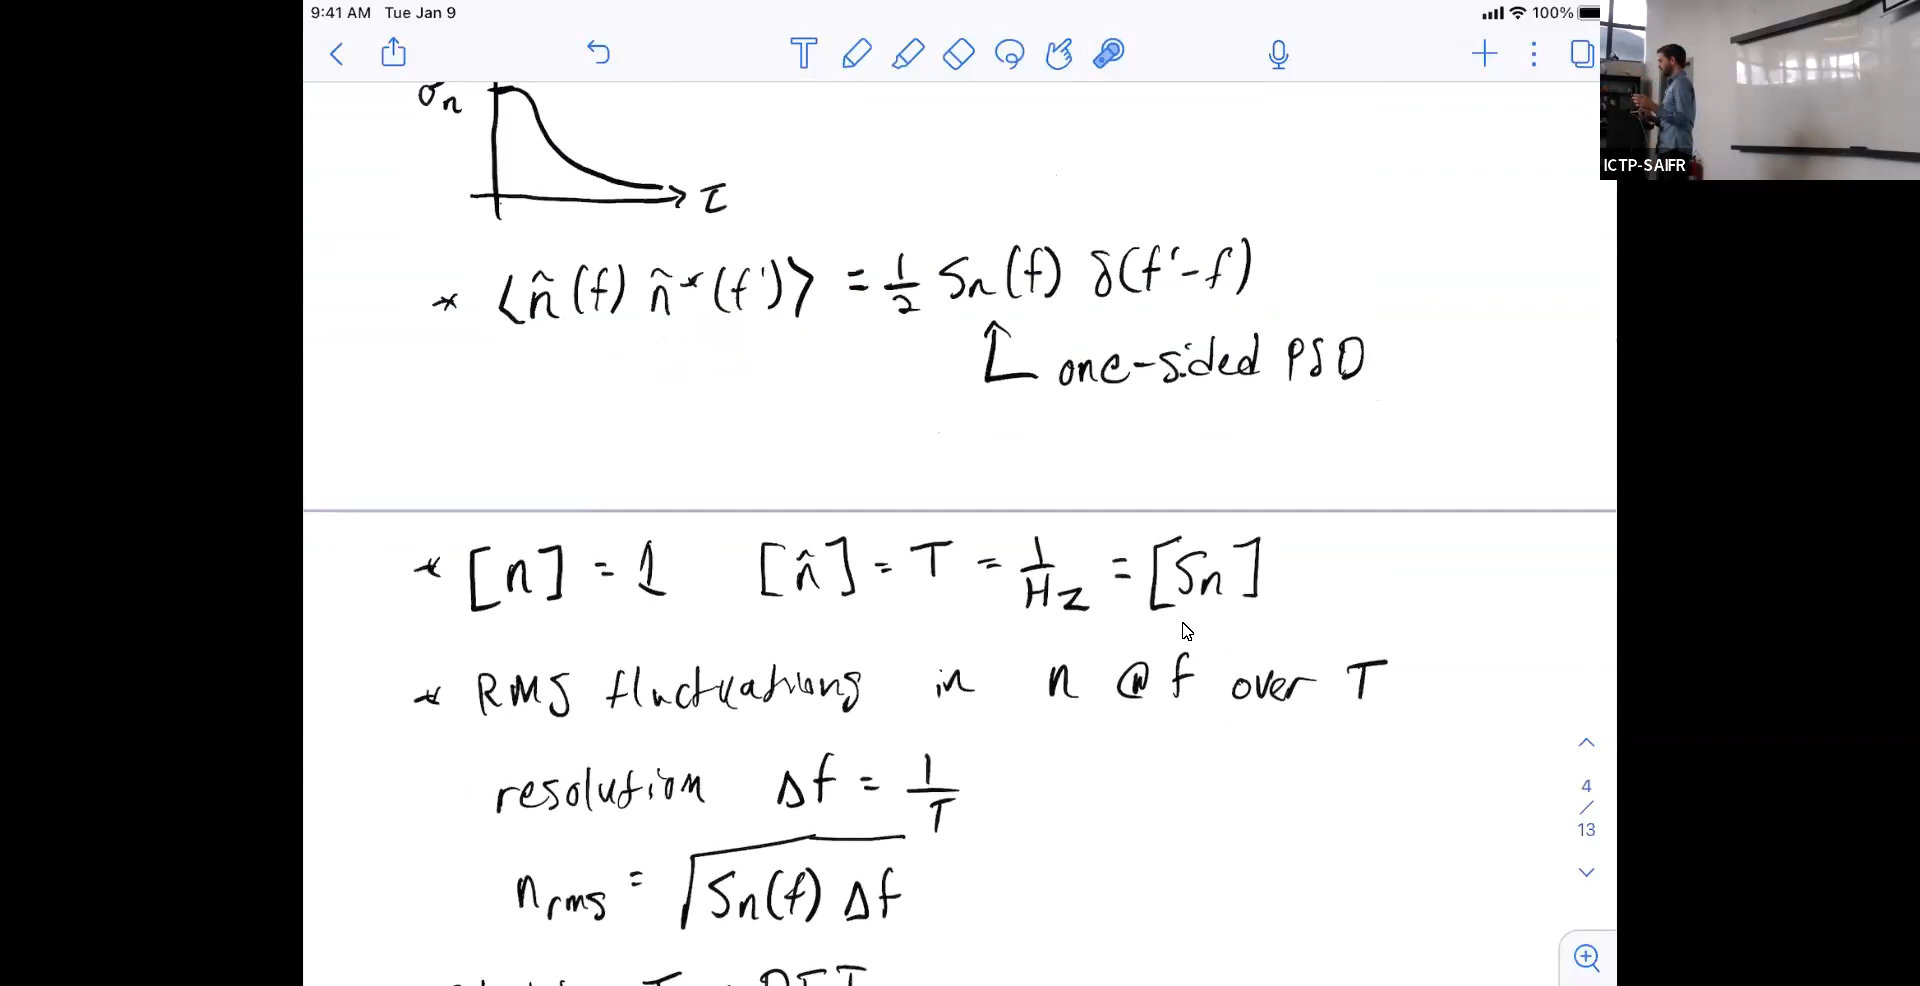 9:41 AM Tue Jan 9
100%
ICTP-SAIFR
σn
τ
* ⟨ñ(f) ñ*(f')⟩ = 1/2 Sn(f) δ(f'-f)
one-sided PSD
* [n] = 1 [ñ] = T = 1/Hz = [Sn]
* RMS fluctuations in n @ f over T
resolution Δf = 1/T
n rms = √Sn(f) Δf
4
/
13